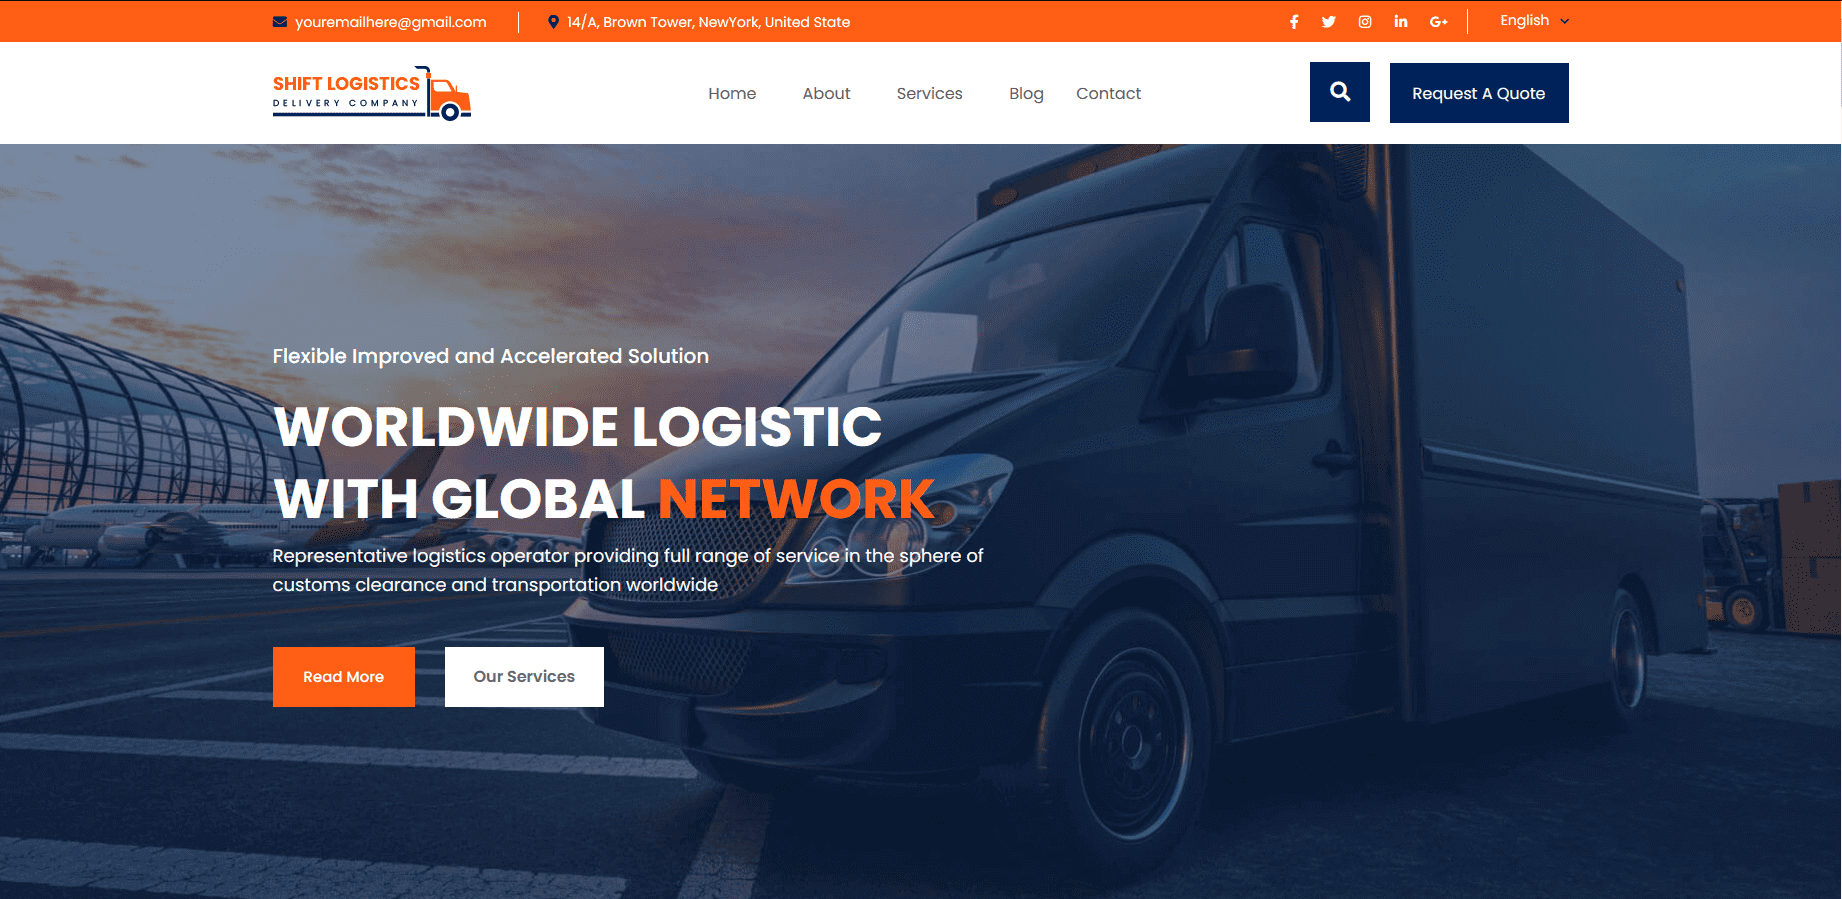 youremailhere@gmail.com
14/A, Brown Tower, NewYork, United State
English
SHIFT LOGISTICS
DELIVERY COMPANY
Home
About
Services
Blog
Contact
Request A Quote
Flexible Improved and Accelerated Solution
WORLDWIDE LOGISTIC
WITH GLOBAL NETWORK
Representative logistics operator providing full range of service in the sphere of
customs clearance and transportation worldwide
Read More
Our Services